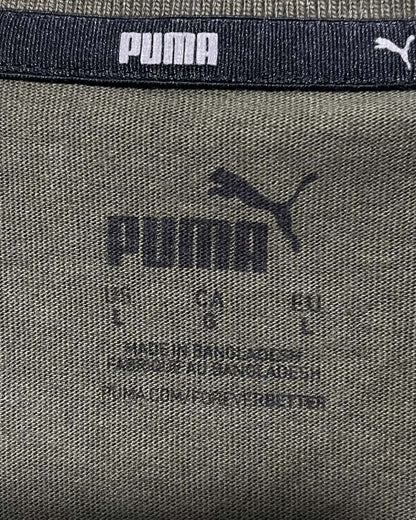 PUMA
PUMA
US CA EU
L G L
MADE IN BANGLADESH
FABRIQUÉ AU BANGLADESH
PUMA.COM/FOREVERBETTER